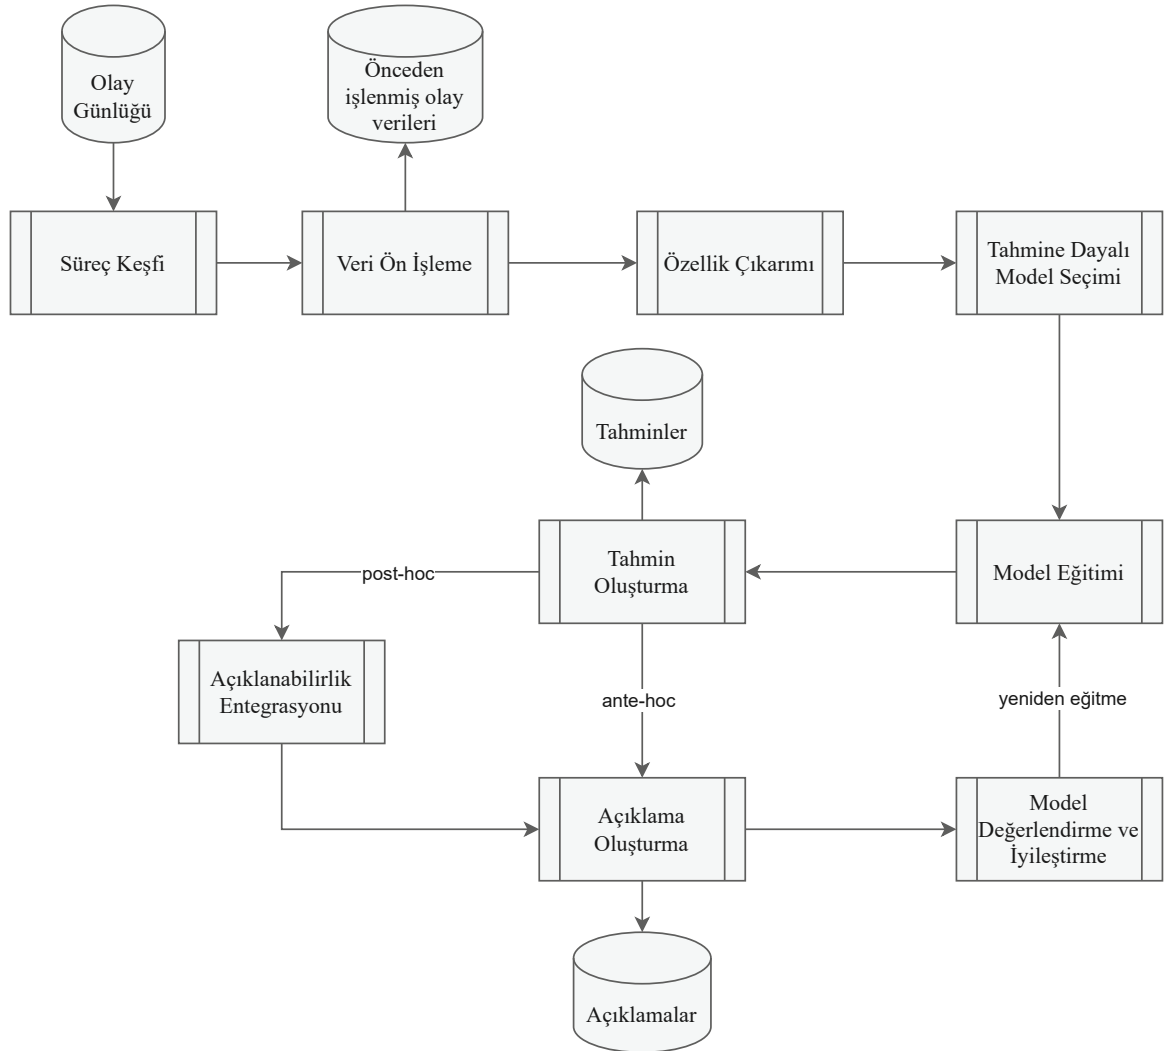 Olay
Günlüğü
Önceden
işlenmiş olay
verileri
Süreç Keşfi
Veri Ön İşleme
Özellik Çıkarımı
Tahmine Dayalı
Model Seçimi
Tahminler
Tahmin
Oluşturma
Model Eğitimi
post-hoc
Açıklanabilirlik
Entegrasyonu
ante-hoc
yeniden eğitme
Açıklama
Oluşturma
Model
Değerlendirme ve
İyileştirme
Açıklamalar